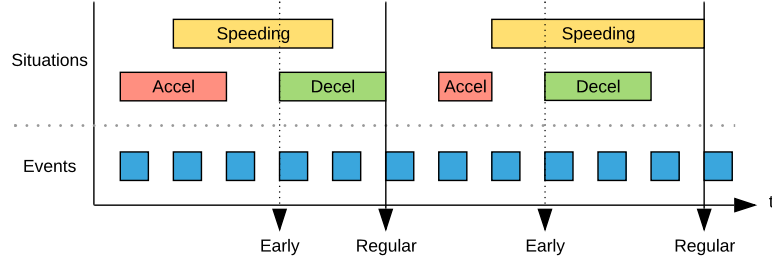 Speeding Speeding
Situations
Accel Decel Accel Decel
Events
t
Early Regular Early Regular